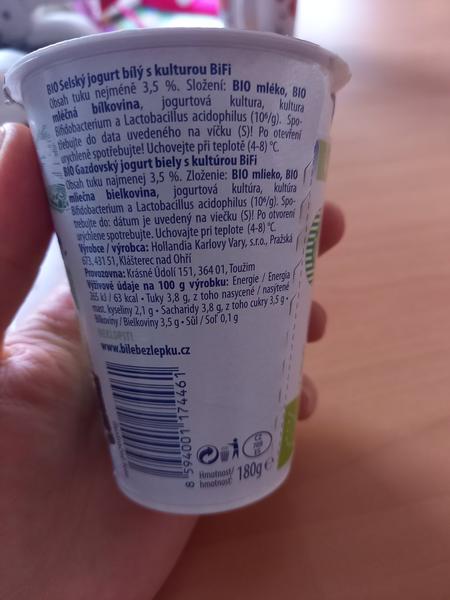 BIO Selský jogurt bílý s kulturou BiFi
Obsah tuku nejméně 3,5 %. Složení: BIO mléko, BIO
mléčná bílkovina, jogurtová kultura, kultura
Bifidobacterium a Lactobacillus acidophilus (10⁶/g). Spo-
třebujte do data uvedeného na víčku (S)! Po otevření
urychleně spotřebujte! Uchovejte při teplotě (4-8) °C.
BIO Gazdovský jogurt biely s kultúrou BiFi
Obsah tuku najmenej 3,5 %. Zloženie: BIO mlieko, BIO
mliečna bielkovina, jogurtová kultúra, kultúra
Bifidobacterium a Lactobacillus acidophilus (10⁶/g). Spo-
trebujte do: dátum je uvedený na viečku (S)! Po otvorení
urýchlene spotrebujte. Uchovajte pri teplote (4-8) °C.
Výrobce / výrobca: Hollandia Karlovy Vary, s.r.o., Pražská
673, 431 51, Klášterec nad Ohří
Provozovna: Krásné Údolí 151, 364 01, Toužim
Výživové údaje na 100 g výrobku: Energie / Energia
265 kJ / 63 kcal • Tuky 3,8 g, z toho nasycené / nasýtené
mast. kyseliny 2,1 g • Sacharidy 3,8 g, z toho cukry 3,5 g •
Bílkoviny / Bielkoviny 3,5 g • Sůl / Soľ 0,1 g
NEKLOPIT!
www.bilebezlepku.cz
8 594001 174461
CZ
708
ES
Hmotnost/
hmotnosť: 180g e